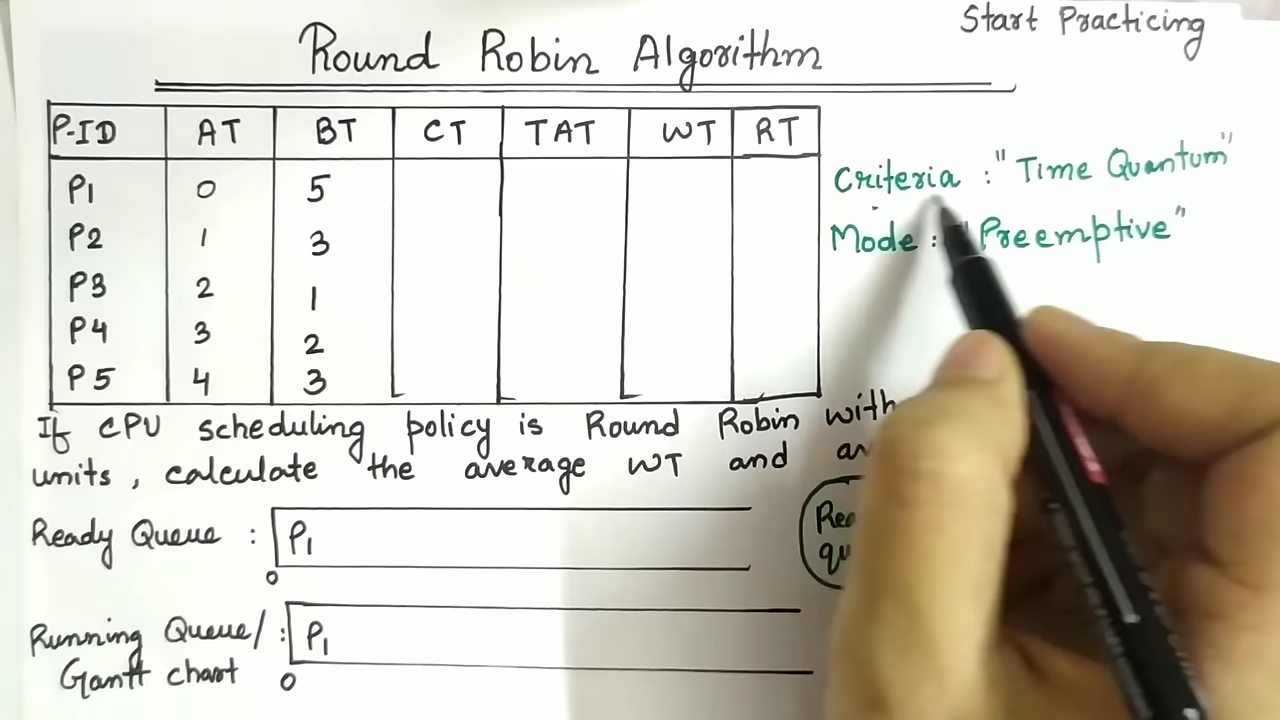 Start Practicing
Round Robin Algorithm
P-ID AT BT CT TAT WT RT
P1 0 5
P2 1 3
P3 2 1
P4 3 2
P5 4 3
Criteria : "Time Quantum"
Mode : "Preemptive"
If CPU scheduling policy is Round Robin with
units, calculate the average WT and
Ready Queue : P1
0
Running Queue/ : P1
Gantt chart
0